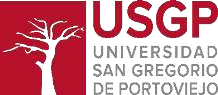 USGP
UNIVERSIDAD
SAN GREGORIO
DE PORTOVIEJO